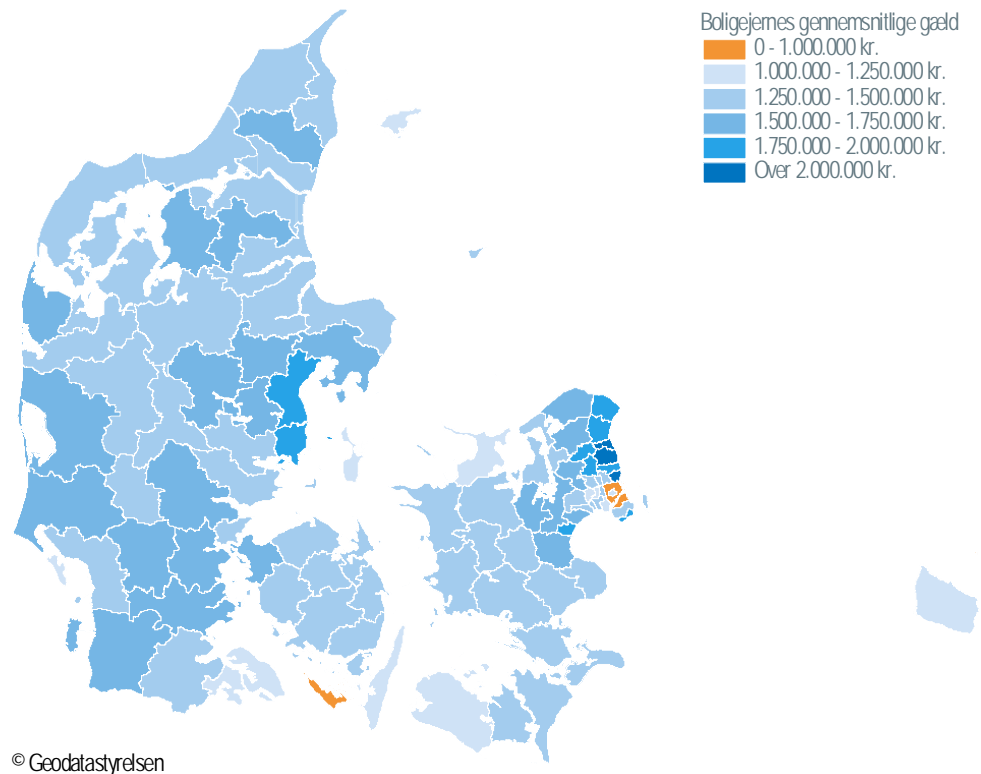 Boligejernes gennemsnitlige gæld
0 - 1.000.000 kr.
1.000.000 - 1.250.000 kr.
1.250.000 - 1.500.000 kr.
1.500.000 - 1.750.000 kr.
1.750.000 - 2.000.000 kr.
Over 2.000.000 kr.
© Geodatastyrelsen